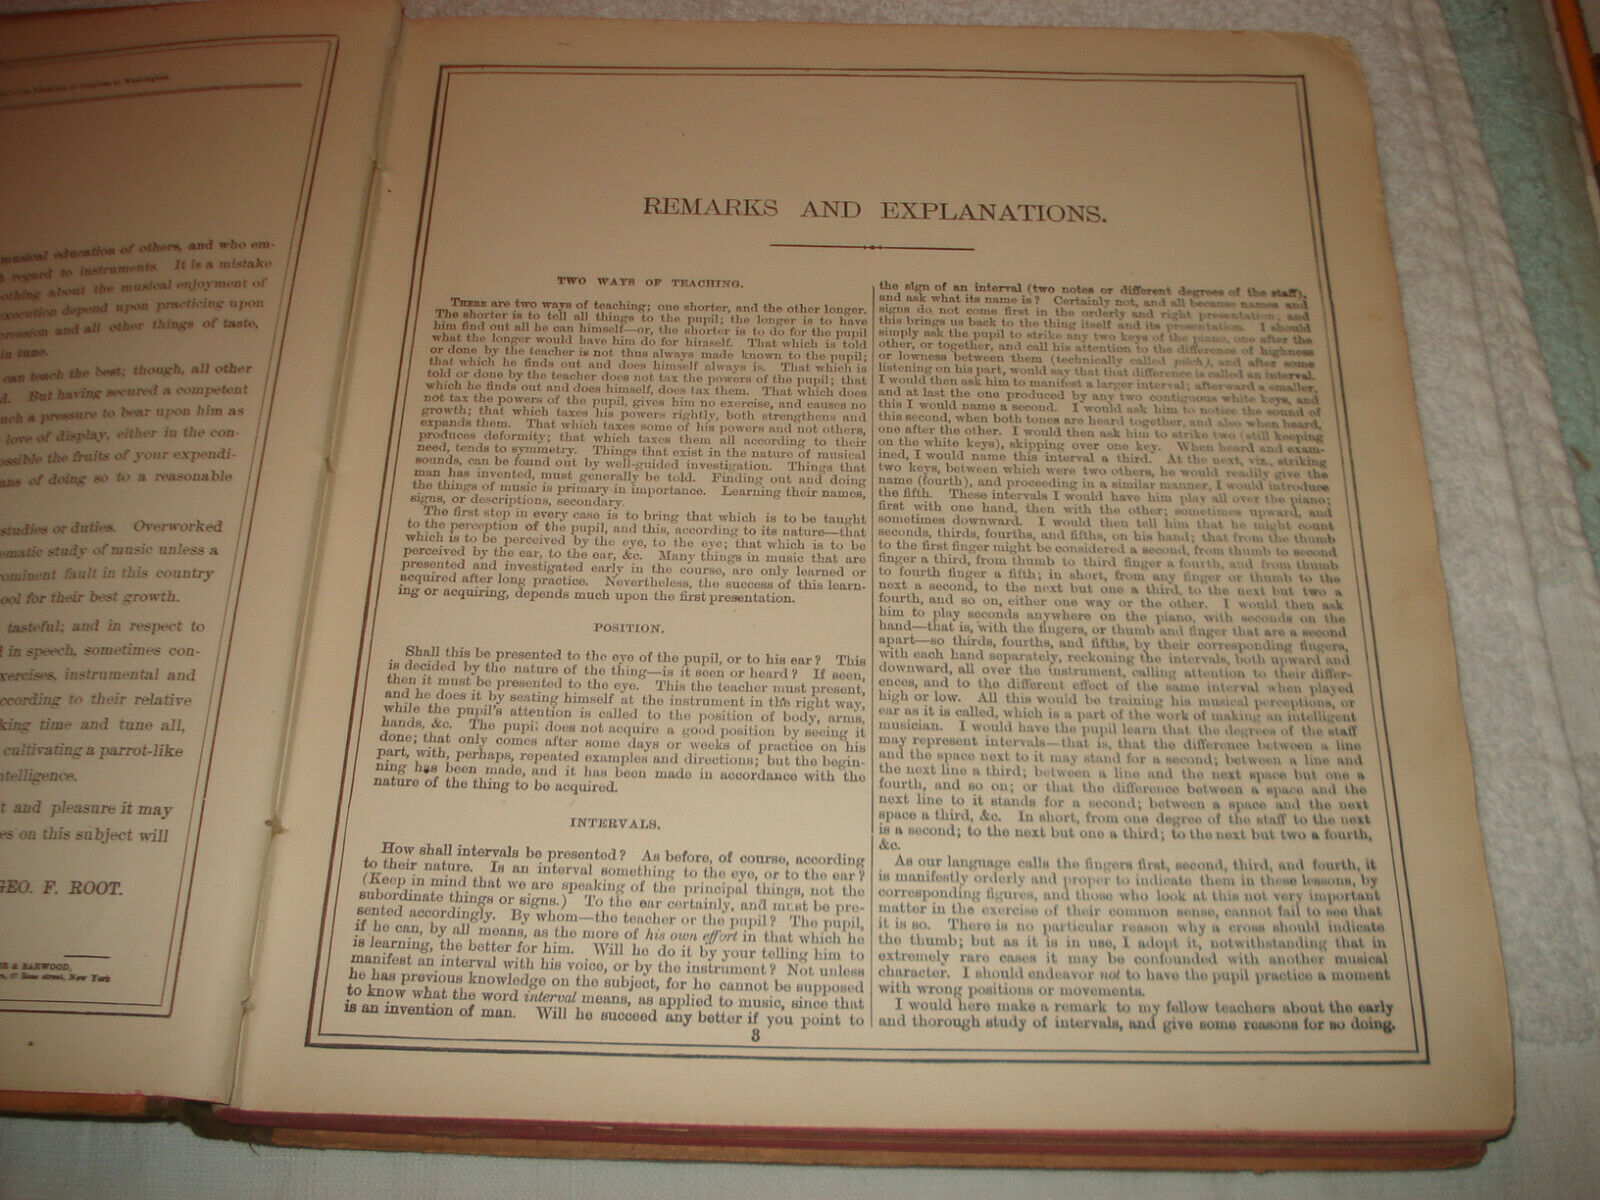 of the Librarian of Congress at Washington.
musical education of others, and who em-
regard to instruments. It is a mistake
about the musical enjoyment of
execution depend upon practicing upon
and all other things of taste,
in tune.
can teach the best; though, all other
But having secured a competent
such a pressure to bear upon him as
love of display, either in the con-
possible the fruits of your expendi-
of doing so to a reasonable
studies or duties. Overworked
study of music unless a
prominent fault in this country
for their best growth.
tasteful; and in respect to
in speech, sometimes con-
exercises, instrumental and
according to their relative
time and tune all,
cultivating a parrot-like
intelligence.
and pleasure it may
on this subject will
GEO. F. ROOT.
& BARWOOD,
Rose street, New York
REMARKS AND EXPLANATIONS.
TWO WAYS OF TEACHING.
THERE are two ways of teaching; one shorter, and the other longer.
The shorter is to tell all things to the pupil; the longer is to have
him find out all he can himself—or, the shorter is to do for the pupil
what the longer would have him do for himself. That which is told
or done by the teacher is not thus always made known to the pupil;
that which he finds out and does himself always is. That which is
told or done by the teacher does not tax the powers of the pupil; that
which he finds out and does himself, does tax them. That which does
not tax the powers of the pupil, gives him no exercise, and causes no
growth; that which taxes his powers rightly, both strengthens and
expands them. That which taxes some of his powers and not others,
produces deformity; that which taxes them all according to their
need, tends to symmetry. Things that exist in the nature of musical
sounds, can be found out by well-guided investigation. Things that
man has invented, must generally be told. Finding out and doing
the things of music is primary in importance. Learning their names,
signs, or descriptions, secondary.
The first step in every case is to bring that which is to be taught
to the perception of the pupil, and this, according to its nature—that
which is to be perceived by the eye, to the eye; that which is to be
perceived by the ear, to the ear, &c. Many things in music that are
presented and investigated early in the course, are only learned or
acquired after long practice. Nevertheless, the success of this learn-
ing or acquiring, depends much upon the first presentation.
POSITION.
Shall this be presented to the eye of the pupil, or to his ear? This
is decided by the nature of the thing—is it seen or heard? If seen,
then it must be presented to the eye. This the teacher must present,
and he does it by seating himself at the instrument in the right way,
while the pupil's attention is called to the position of body, arms,
hands, &c. The pupil does not acquire a good position by seeing it
done; that only comes after some days or weeks of practice on his
part, with, perhaps, repeated examples and directions; but the begin-
ning has been made, and it has been made in accordance with the
nature of the thing to be acquired.
INTERVALS.
How shall intervals be presented? As before, of course, according
to their nature. Is an interval something to the eye, or to the ear?
(Keep in mind that we are speaking of the principal things, not the
subordinate things or signs.) To the ear certainly, and must be pre-
sented accordingly. By whom—the teacher or the pupil? The pupil,
if he can, by all means, as the more of his own effort in that which he
is learning, the better for him. Will he do it by your telling him to
manifest an interval with his voice, or by the instrument? Not unless
he has previous knowledge on the subject, for he cannot be supposed
to know what the word interval means, as applied to music, since that
is an invention of man. Will he succeed any better if you point to
the sign of an interval (two notes or different degrees of the staff),
and ask what its name is? Certainly not, and all because names and
signs do not come first in the orderly and right presentation; and
this brings us back to the thing itself and its presentation. I should
simply ask the pupil to strike any two keys of the piano, one after the
other, or together, and call his attention to the difference of highness
or lowness between them (technically called pitch), and after some
listening on his part, would say that that difference is called an interval.
I would then ask him to manifest a larger interval; afterward a smaller,
and at last the one produced by any two contiguous white keys, and
this I would name a second. I would ask him to notice the sound of
this second, when both tones are heard together, and also when heard,
one after the other. I would then ask him to strike two (still keeping
on the white keys), skipping over one key. When heard and exam-
ined, I would name this interval a third. At the next, viz., striking
two keys, between which were two others, he would readily give the
name (fourth), and proceeding in a similar manner, I would introduce
the fifth. These intervals I would have him play all over the piano;
first with one hand, then with the other; sometimes upward, and
sometimes downward. I would then tell him that he might count
seconds, thirds, fourths, and fifths, on his hand; that from the thumb
to the first finger might be considered a second, from thumb to second
finger a third, from thumb to third finger a fourth, and from thumb
to fourth finger a fifth; in short, from any finger or thumb to the
next a second, to the next but one a third, to the next but two a
fourth, and so on, either one way or the other. I would then ask
him to play seconds anywhere on the piano, with seconds on the
hand—that is, with the fingers, or thumb and finger that are a second
apart—so thirds, fourths, and fifths, by their corresponding fingers,
with each hand separately, reckoning the intervals, both upward and
downward, all over the instrument, calling attention to their differ-
ences, and to the different effect of the same interval when played
high or low. All this would be training his musical perceptions, or
ear as it is called, which is a part of the work of making an intelligent
musician. I would have the pupil learn that the degrees of the staff
may represent intervals—that is, that the difference between a line
and the space next to it may stand for a second; between a line and
the next line a third; between a line and the next space but one a
fourth, and so on; or that the difference between a space and the
next line to it stands for a second; between a space and the next
space a third, &c. In short, from one degree of the staff to the next
is a second; to the next but one a third; to the next but two a fourth,
&c.
As our language calls the fingers first, second, third, and fourth, it
is manifestly orderly and proper to indicate them in these lessons, by
corresponding figures, and those who look at this not very important
matter in the exercise of their common sense, cannot fail to see that
it is so. There is no particular reason why a cross should indicate
the thumb; but as it is in use, I adopt it, notwithstanding that in
extremely rare cases it may be confounded with another musical
character. I should endeavor not to have the pupil practice a moment
with wrong positions or movements.
I would here make a remark to my fellow teachers about the early
and thorough study of intervals, and give some reasons for so doing.
3